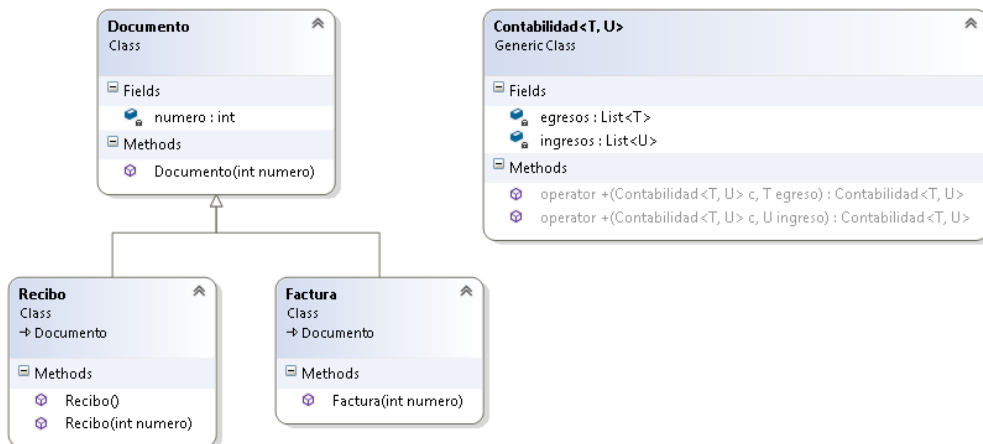 Documento
Class
Fields
numero : int
Methods
Documento(int numero)
Contabilidad<T, U>
Generic Class
Fields
egresos : List<T>
ingresos : List<U>
Methods
operator +(Contabilidad<T, U> c, T egreso) : Contabilidad<T, U>
operator +(Contabilidad<T, U> c, U ingreso) : Contabilidad<T, U>
Recibo
Class
Documento
Methods
Recibo()
Recibo(int numero)
Factura
Class
Documento
Methods
Factura(int numero)